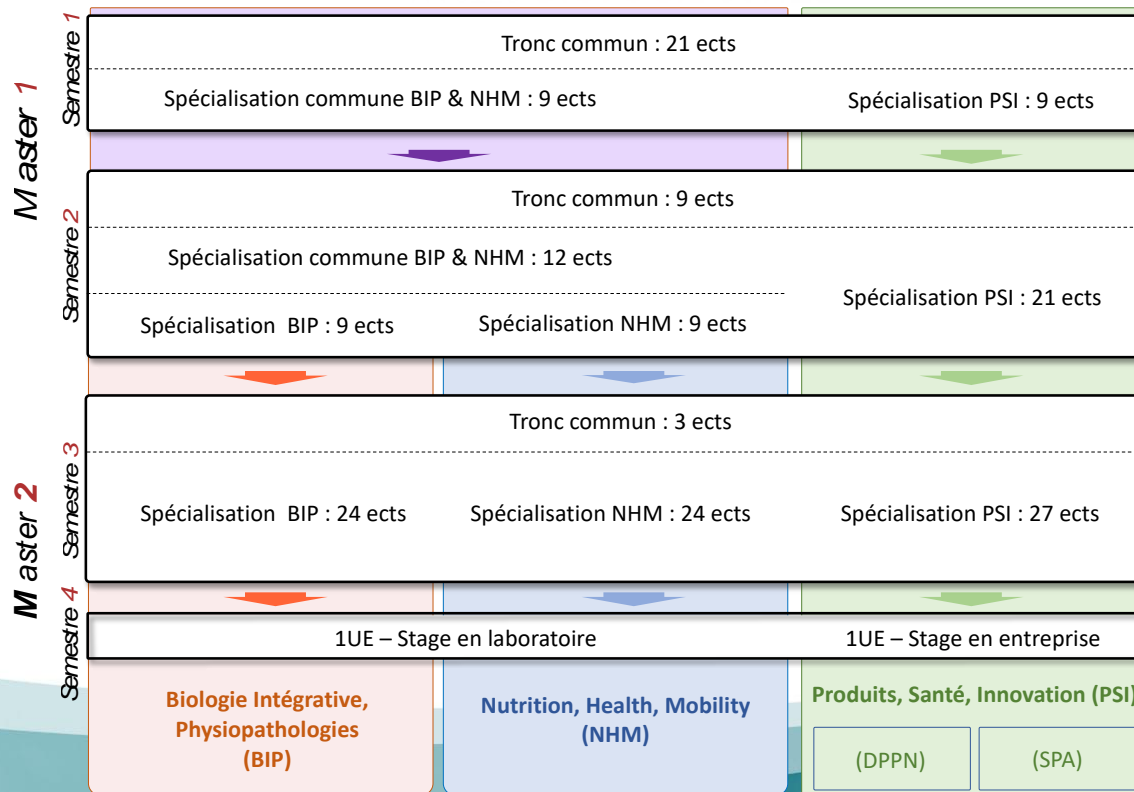 Master 1
Semestre 1
Tronc commun : 21 ects
Spécialisation commune BIP & NHM : 9 ects
Spécialisation PSI : 9 ects
Semestre 2
Tronc commun : 9 ects
Spécialisation commune BIP & NHM : 12 ects
Spécialisation PSI : 21 ects
Spécialisation BIP : 9 ects
Spécialisation NHM : 9 ects
Master 2
Semestre 3
Tronc commun : 3 ects
Spécialisation BIP : 24 ects
Spécialisation NHM : 24 ects
Spécialisation PSI : 27 ects
Semestre 4
1UE – Stage en laboratoire
1UE – Stage en entreprise
Biologie Intégrative,
Physiopathologies
(BIP)
Nutrition, Health, Mobility
(NHM)
Produits, Santé, Innovation (PSI)
(DPPN)
(SPA)